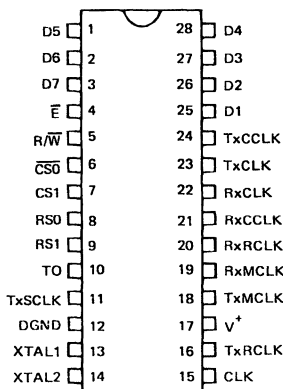 D5 1 28 D4
D6 2 27 D3
D7 3 26 D2
E̅ 4 25 D1
R/W̅ 5 24 TxCCLK
C̅S̅0̅ 6 23 TxCLK
CS1 7 22 RxCLK
RS0 8 21 RxCCLK
RS1 9 20 RxRCLK
TO 10 19 RxMCLK
TxSCLK 11 18 TxMCLK
DGND 12 17 V+
XTAL1 13 16 TxRCLK
XTAL2 14 15 CLK